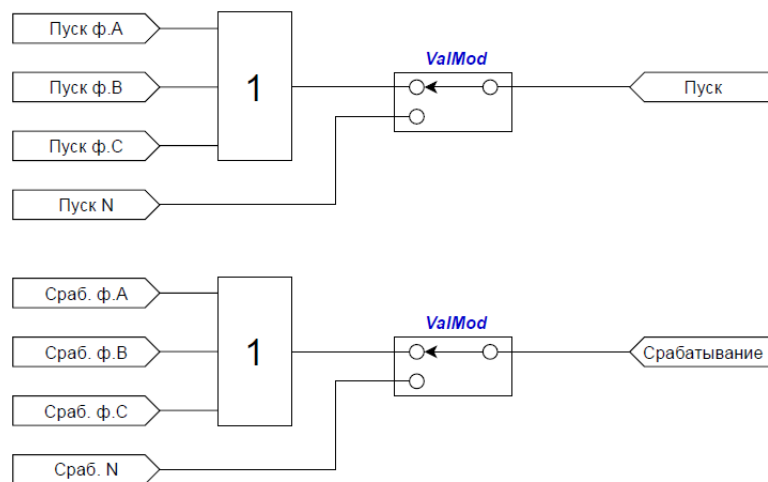 Пуск ф.A
Пуск ф.B
Пуск ф.C
Пуск N
1
ValMod
Пуск
Сраб. ф.A
Сраб. ф.B
Сраб. ф.C
Сраб. N
1
ValMod
Срабатывание